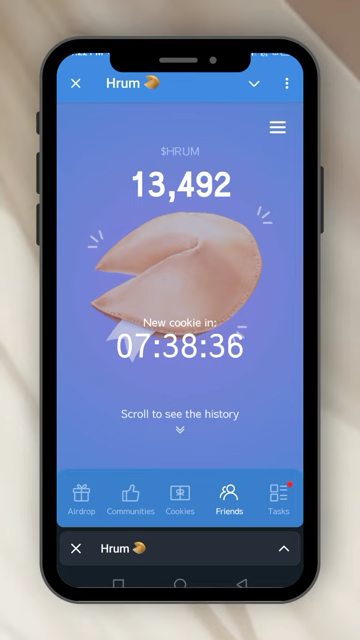 Hrum
$HRUM
13,492
New cookie in:
07:38:36
Scroll to see the history
Airdrop Communities Cookies Friends Tasks
Hrum